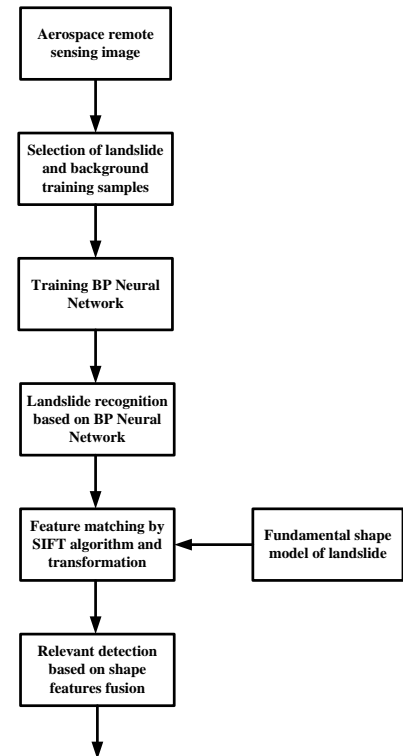 Aerospace remote
sensing image
Selection of landslide
and background
training samples
Training BP Neural
Network
Landslide recognition
based on BP Neural
Network
Feature matching by
SIFT algorithm and
transformation
Fundamental shape
model of landslide
Relevant detection
based on shape
features fusion